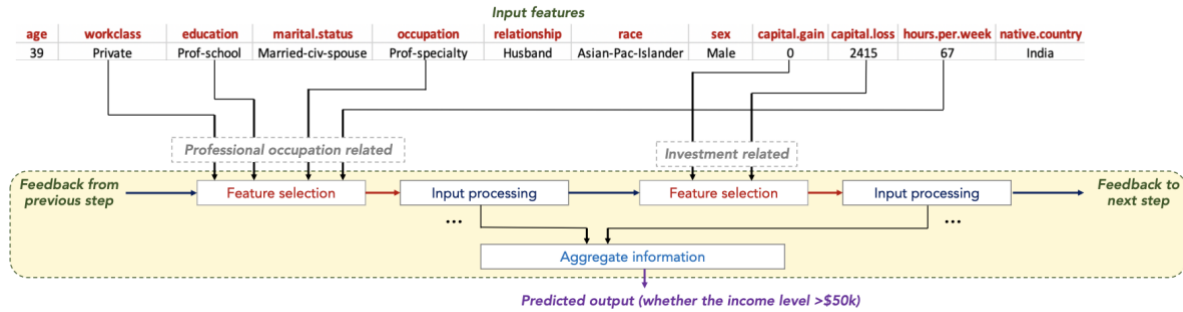 Input features
age workclass education marital.status occupation relationship race sex capital.gain capital.loss hours.per.week native.country
39 Private Prof-school Married-civ-spouse Prof-specialty Husband Asian-Pac-Islander Male 0 2415 67 India
Professional occupation related
Investment related
Feedback from
previous step
Feature selection
Input processing
Feature selection
Input processing
Feedback to
next step
...
...
Aggregate information
Predicted output (whether the income level >$50k)